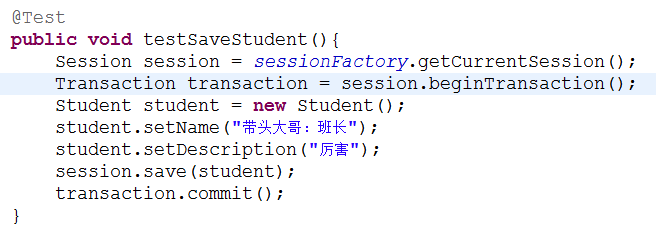 @Test
public void testSaveStudent(){
    Session session = sessionFactory.getCurrentSession();
    Transaction transaction = session.beginTransaction();
    Student student = new Student();
    student.setName("带头大哥：班长");
    student.setDescription("厉害");
    session.save(student);
    transaction.commit();
}